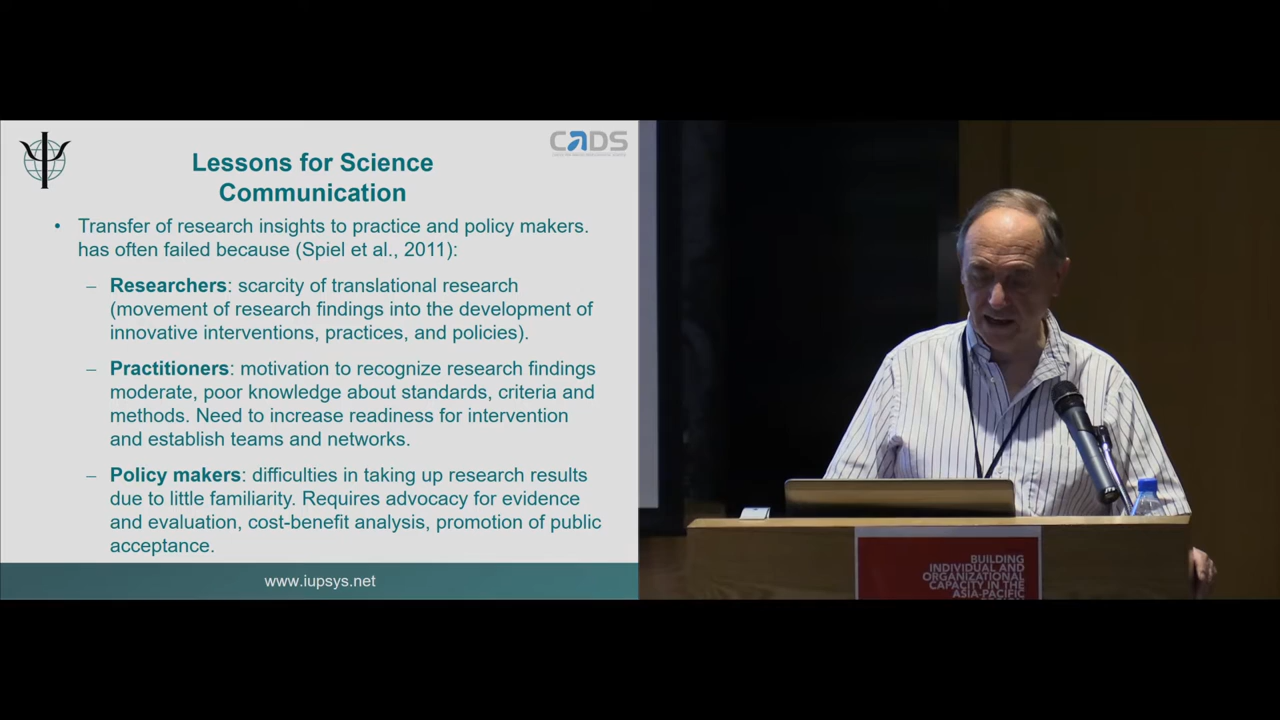 CADS
Lessons for Science
Communication
• Transfer of research insights to practice and policy makers.
has often failed because (Spiel et al., 2011):
– Researchers: scarcity of translational research
(movement of research findings into the development of
innovative interventions, practices, and policies).
– Practitioners: motivation to recognize research findings
moderate, poor knowledge about standards, criteria and
methods. Need to increase readiness for intervention
and establish teams and networks.
– Policy makers: difficulties in taking up research results
due to little familiarity. Requires advocacy for evidence
and evaluation, cost-benefit analysis, promotion of public
acceptance.
www.iupsys.net
BUILDING
INDIVIDUAL AND
ORGANIZATIONAL
CAPACITY IN THE
ASIA-PACIFIC